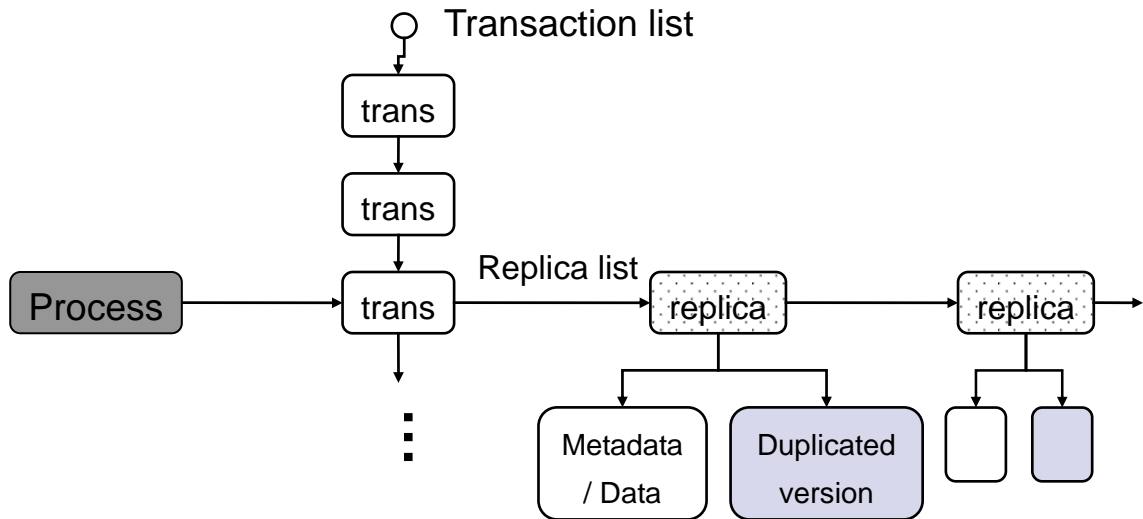 Transaction list
trans
trans
Replica list
Process
trans
replica
replica
Metadata
/ Data
Duplicated
version